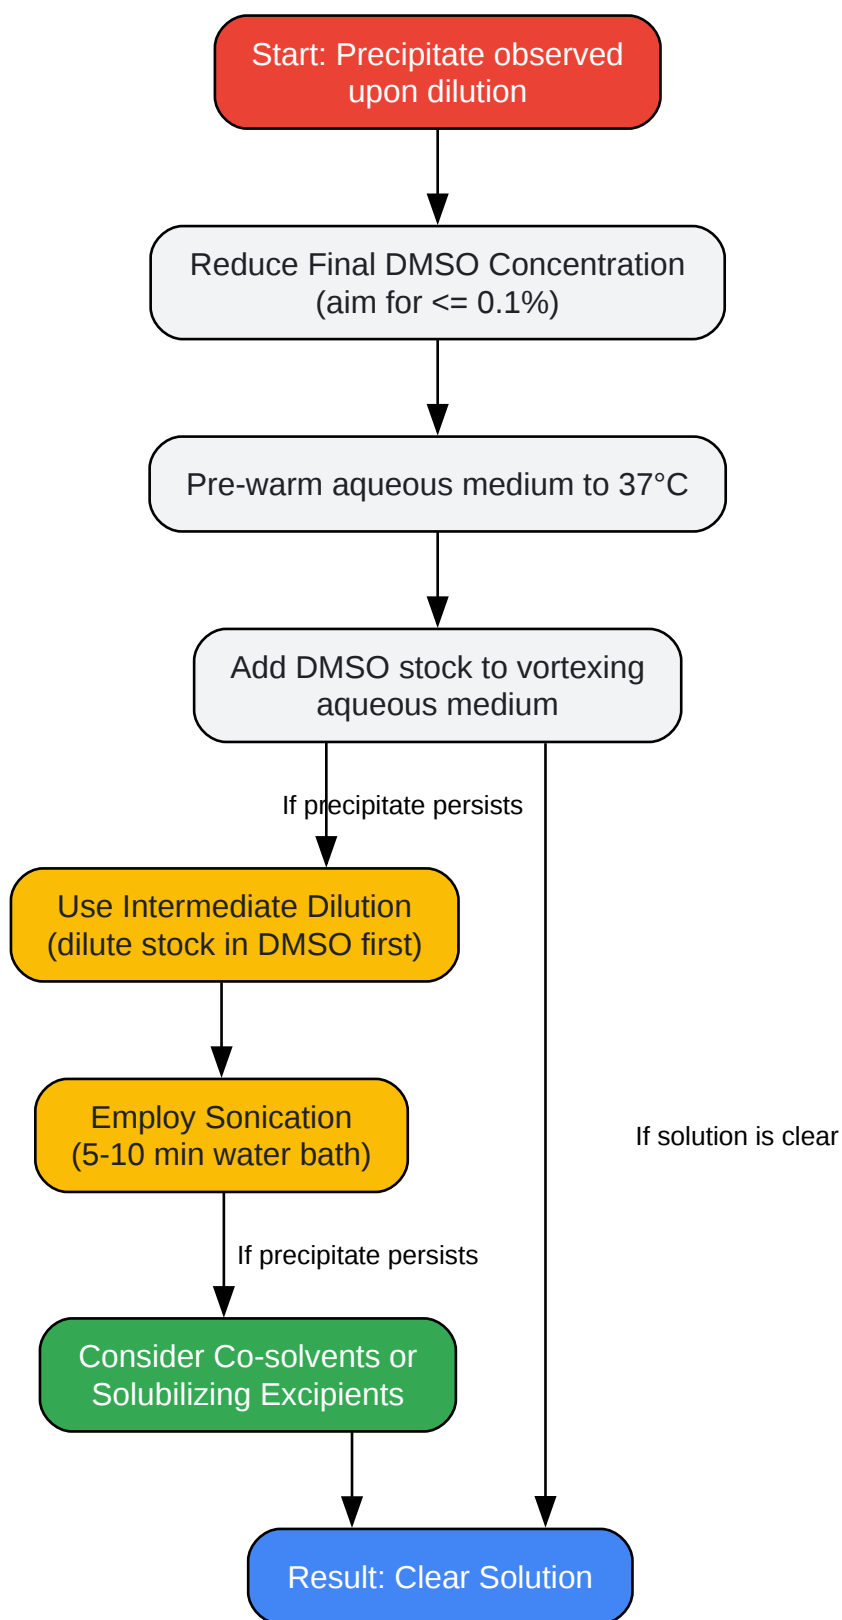 Start: Precipitate observed
upon dilution
Reduce Final DMSO Concentration
(aim for <= 0.1%)
Pre-warm aqueous medium to 37°C
Add DMSO stock to vortexing
aqueous medium
If precipitate persists
Use Intermediate Dilution
(dilute stock in DMSO first)
Employ Sonication
(5-10 min water bath)
If solution is clear
If precipitate persists
Consider Co-solvents or
Solubilizing Excipients
Result: Clear Solution